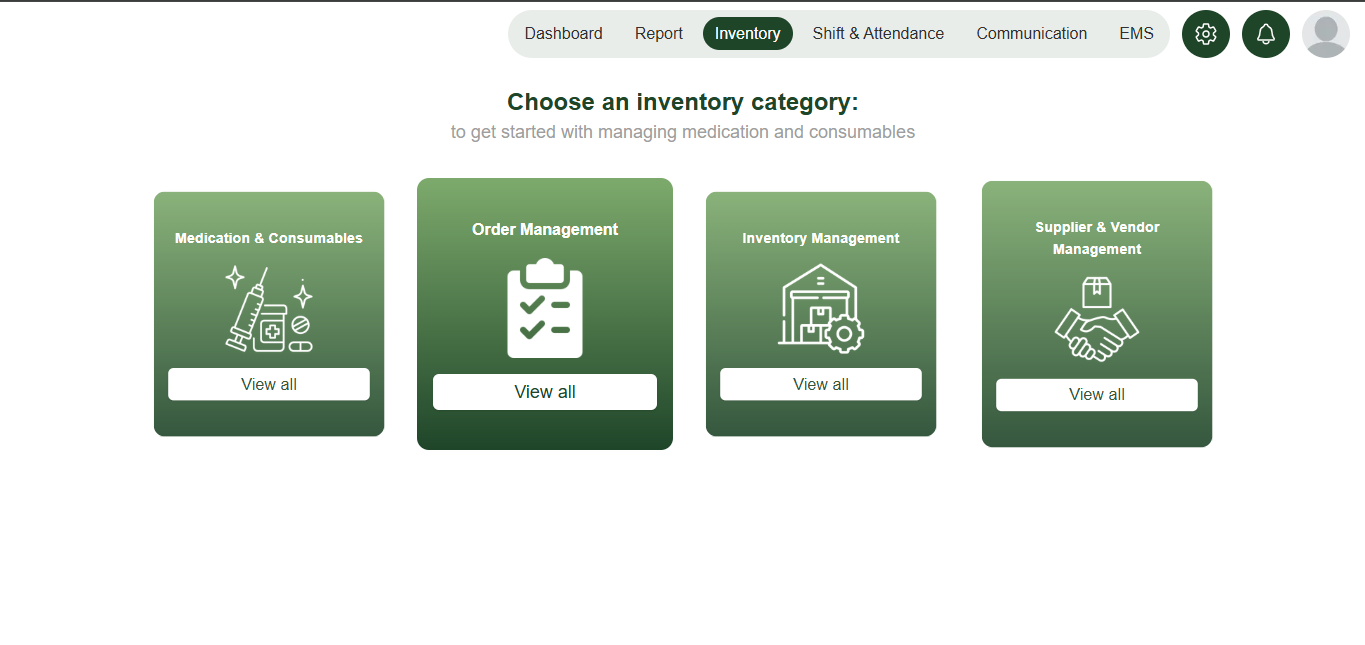 Dashboard Report Inventory Shift & Attendance Communication EMS
Choose an inventory category:
to get started with managing medication and consumables
Medication & Consumables
View all
Order Management
View all
Inventory Management
View all
Supplier & Vendor
Management
View all